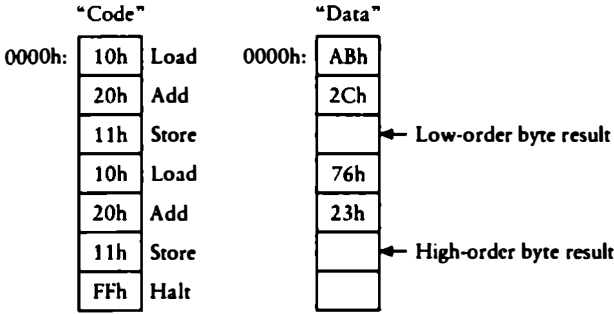 "Code" "Data"
0000h: 10h Load 0000h: ABh
20h Add 2Ch
11h Store Low-order byte result
10h Load 76h
20h Add 23h
11h Store High-order byte result
FFh Halt